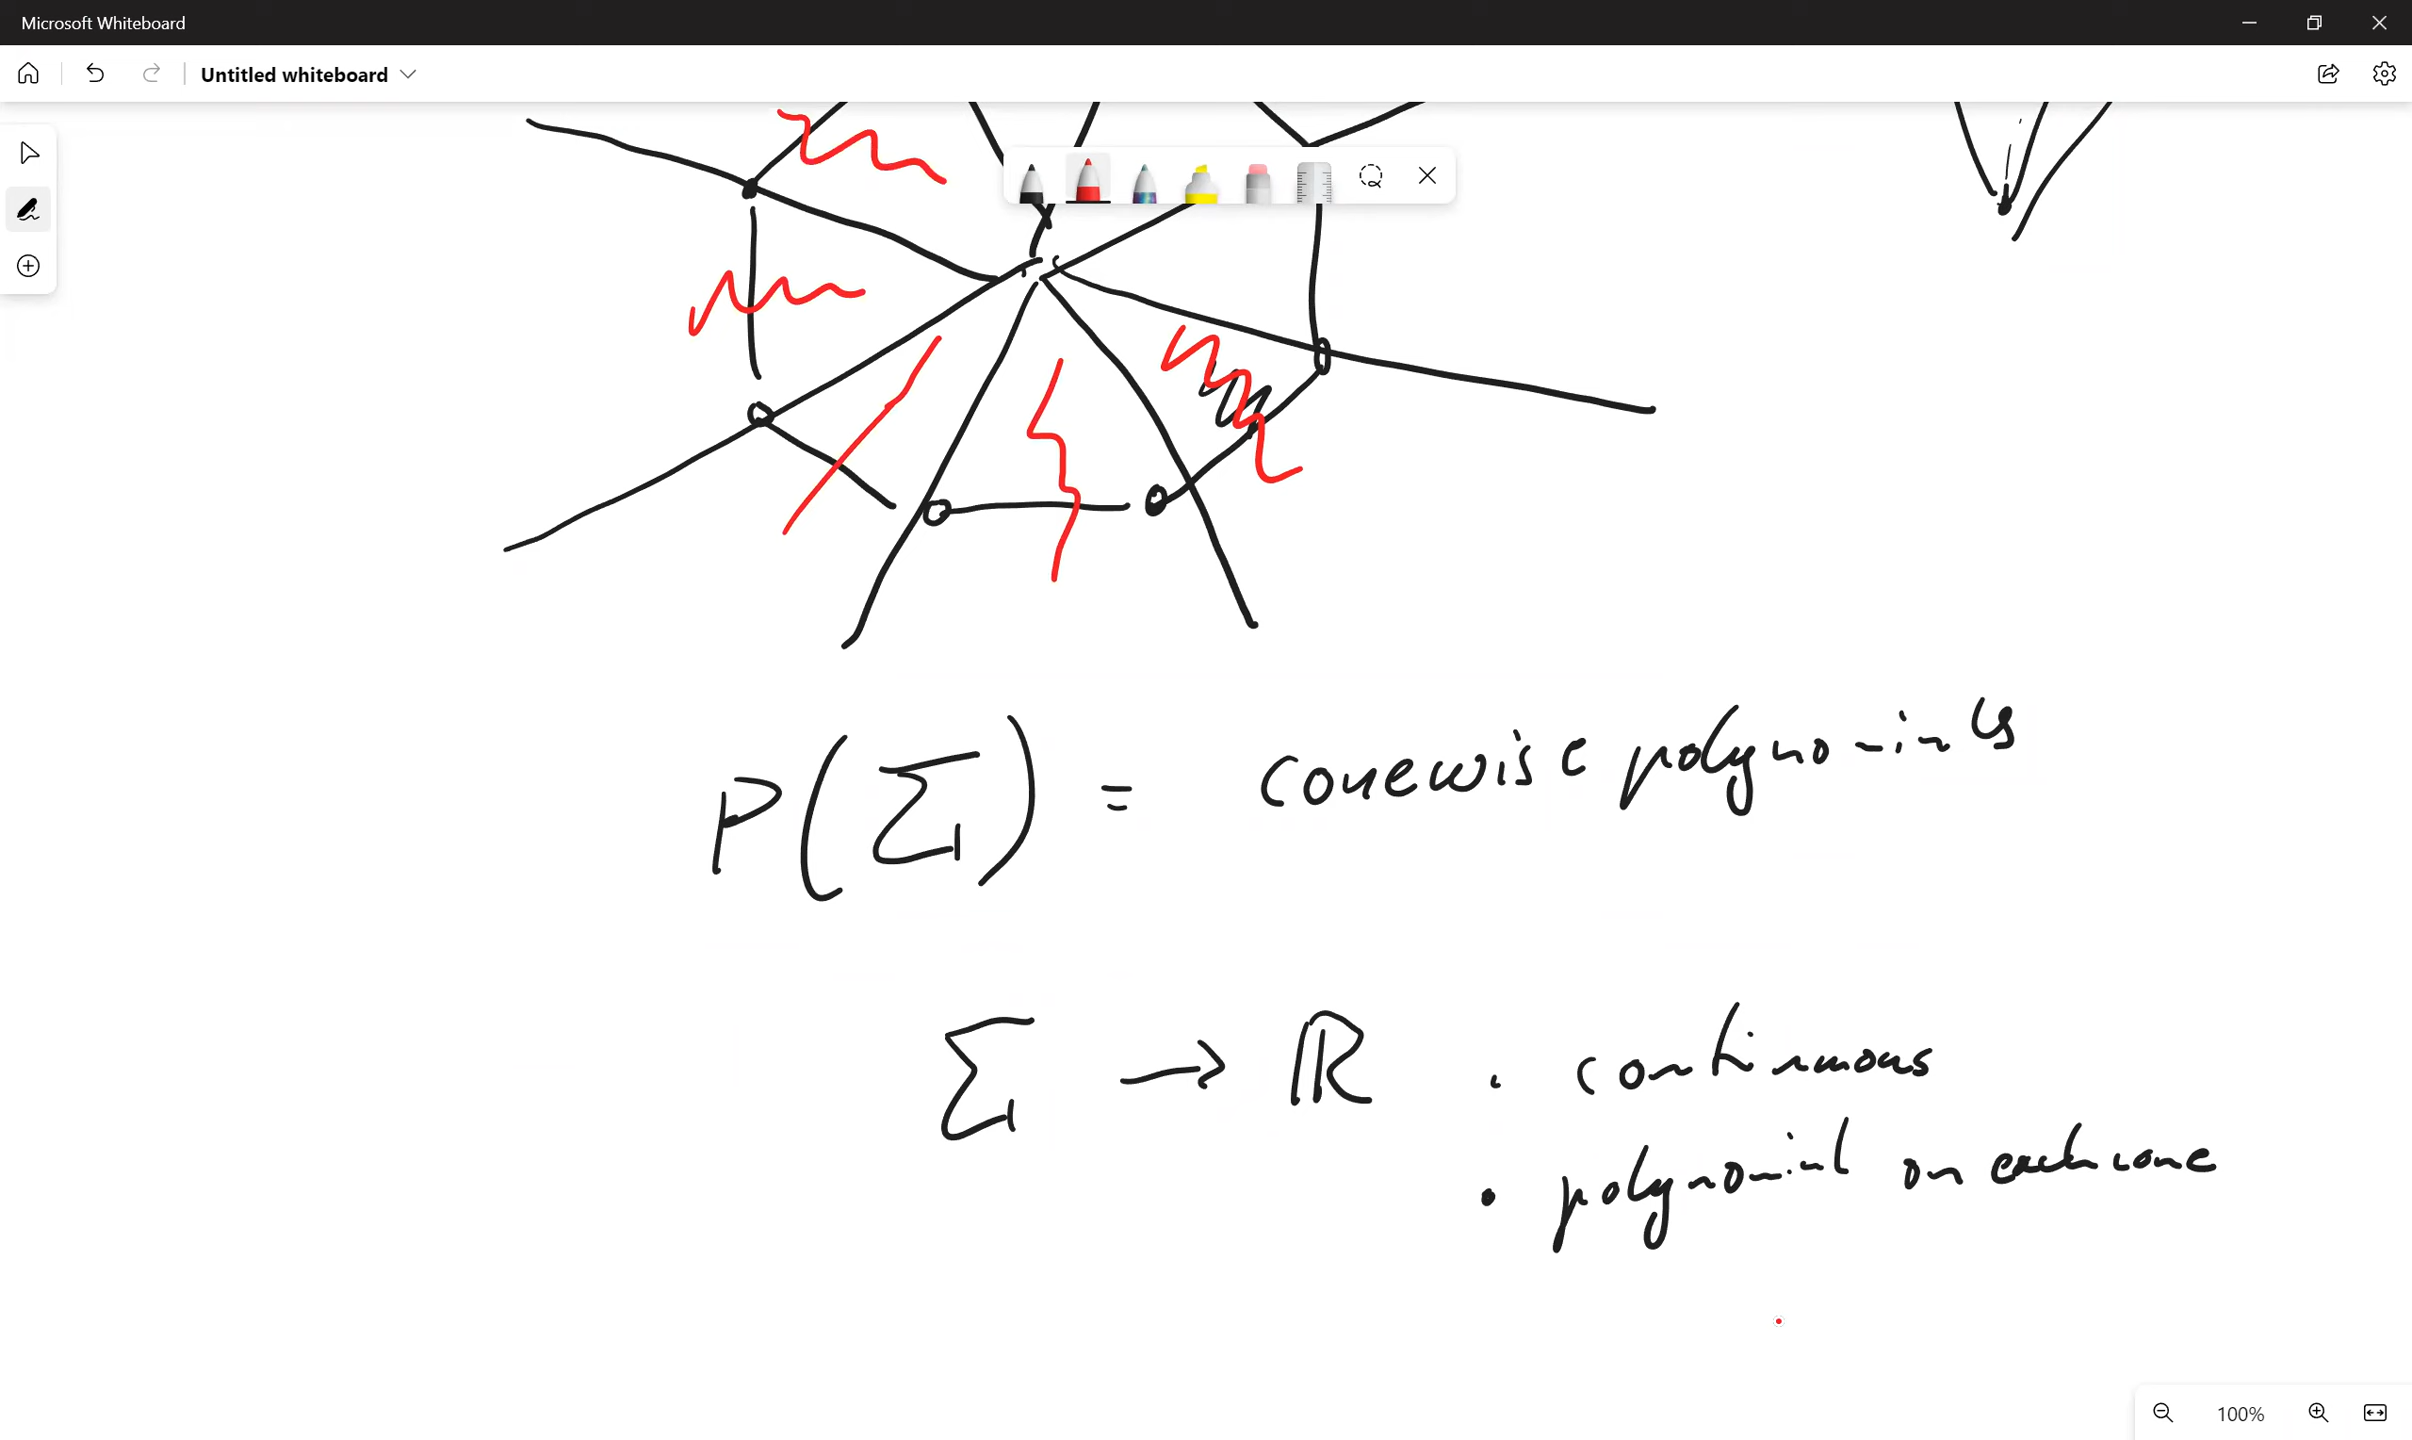 Microsoft Whiteboard
Untitled whiteboard
P(Σ) = conewise polynomials
Σ → ℝ • continuous
• polynomial on each cone
100%